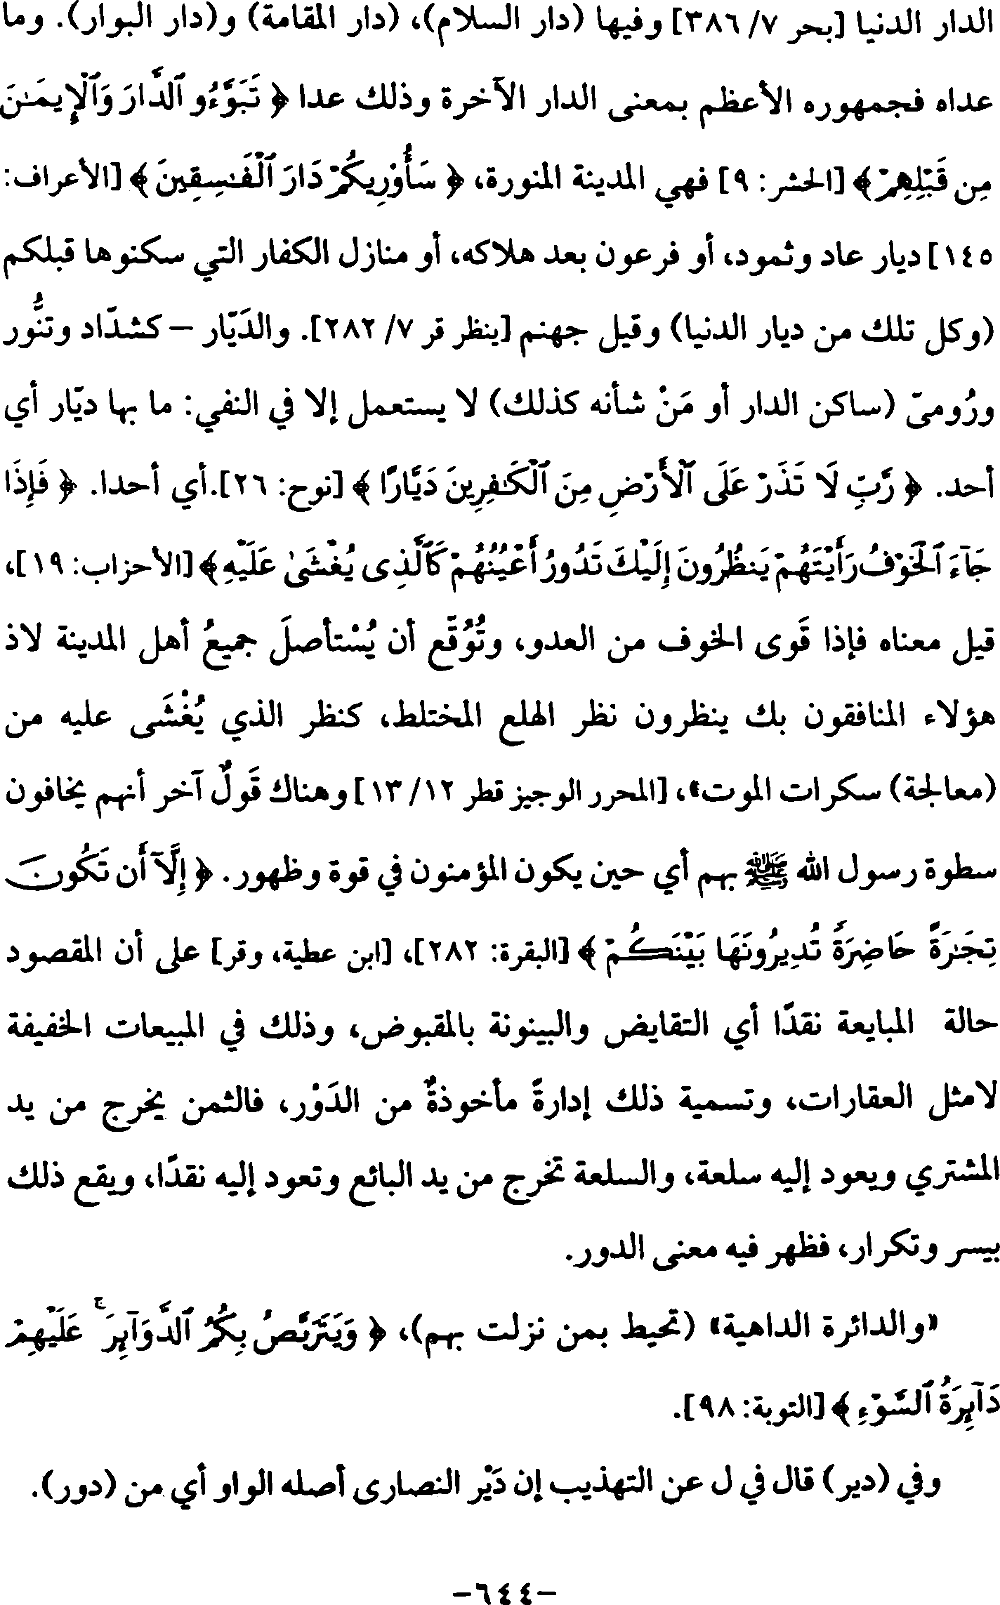 الدار الدنيا [بحر ٧/ ٣٨٦] وفيها (دار السلام)، (دار المقامة) و(دار البوار). وما
عداه فجمهوره الأعظم بمعنى الدار الآخرة وذلك عدا ﴿ تَبَوَّءُو ٱلدَّارَ وَٱلْإِيمَـٰنَ
مِن قَبْلِهِمْ﴾ [الحشر: ٩] فهي المدينة المنورة، ﴿ سَأُوْرِيكُمْ دَارَ ٱلْفَـٰسِقِينَ ﴾ [الأعراف:
١٤٥] ديار عاد وثمود، أو فرعون بعد هلاكه، أو منازل الكفار التي سكنوها قبلكم
(وكل تلك من ديار الدنيا) وقيل جهنم [ينظر قر ٧/ ٢٨٢]. والدَيّار – كشدّاد وتنُّور
ورُوميّ (ساكن الدار أو مَنْ شأنه كذلك) لا يستعمل إلا في النفي: ما بها ديّار أي
أحد. ﴿ رَّبِّ لَا تَذَرْ عَلَى ٱلْأَرْضِ مِنَ ٱلْكَـٰفِرِينَ دَيَّارًا ﴾ [نوح: ٢٦].أي أحدا. ﴿ فَإِذَا
جَآءَ ٱلْخَوْفُ رَأَيْتَهُمْ يَنظُرُونَ إِلَيْكَ تَدُورُ أَعْيُنُهُمْ كَٱلَّذِى يُغْشَىٰ عَلَيْهِ ﴾ [الأحزاب: ١٩]،
قيل معناه فإذا قَوى الخوف من العدو، وتُوُقّع أن يُسْتأصلَ جميعُ أهل المدينة لاذ
هؤلاء المنافقون بك ينظرون نظر الهلع المختلط، كنظر الذي يُغْشَى عليه من
(معالجة) سكرات الموت»، [المحرر الوجيز قطر ١٢/ ١٣] وهناك قَولٌ آخر أنهم يخافون
سطوة رسول الله ﷺ بهم أي حين يكون المؤمنون في قوة وظهور. ﴿ إِلَّآ أَن تَكُونَ
تِجَـٰرَةً حَاضِرَةً تُدِيرُونَهَا بَيْنَكُمْ ﴾ [البقرة: ٢٨٢]، [ابن عطية، وقر] على أن المقصود
حالة المبايعة نقدًا أي التقابض والبينونة بالمقبوض، وذلك في المبيعات الخفيفة
لامثل العقارات، وتسمية ذلك إدارةً مأخوذةٌ من الدَوْر، فالثمن يخرج من يد
المشتري ويعود إليه سلعة، والسلعة تخرج من يد البائع وتعود إليه نقدًا، ويقع ذلك
بيسر وتكرار، فظهر فيه معنى الدور.
«والدائرة الداهية» (تحيط بمن نزلت بهم)، ﴿ وَيَتَرَبَّصُ بِكُمُ ٱلدَّوَآئِرَ ۚ عَلَيْهِمْ
دَآئِرَةُ ٱلسَّوْءِ ﴾ [التوبة: ٩٨].
وفي (دير) قال في ل عن التهذيب إن دَيْر النصارى أصله الواو أي من (دور).
-٦٤٤-